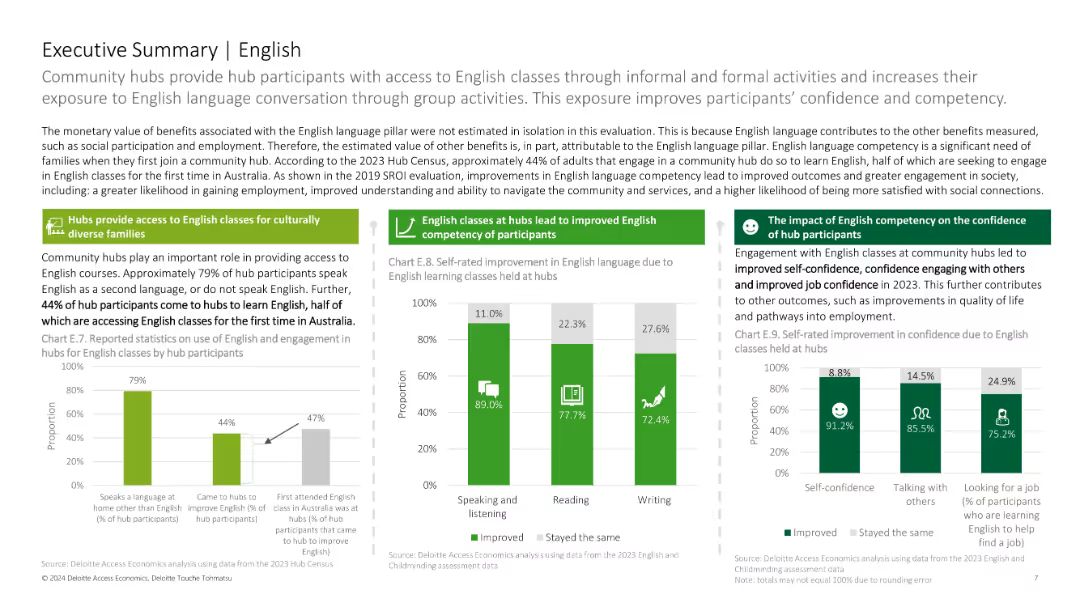 Executive Summary | English
Community hubs provide hub participants with access to English classes through informal and formal activities and increases their
exposure to English language conversation through group activities. This exposure improves participants' confidence and competency.
The monetary value of benefits associated with the English language pillar were not estimated in isolation in this evaluation. This is because English language contributes to the other benefits measured,
such as social participation and employment. Therefore, the estimated value of other benefits is, in part, attributable to the English language pillar. English language competency is a significant need of
families when they first join a community hub. According to the 2023 Hub Census, approximately 44% of adults that engage in a community hub do so to learn English, half of which are seeking to engage
in English classes for the first time in Australia. As shown in the 2019 SROI evaluation, improvements in English language competency lead to improved outcomes and greater engagement in society,
including: a greater likelihood in gaining employment, improved understanding and ability to navigate the community and services, and a higher likelihood of being more satisfied with social connections.
Hubs provide access to English classes for culturally
diverse families
Community hubs play an important role in providing access to
English courses. Approximately 79% of hub participants speak
English as a second language, or do not speak English. Further,
44% of hub participants come to hubs to learn English, half of
which are accessing English classes for the first time in Australia.
Chart E.7. Reported statistics on use of English and engagement in
hubs for English classes by hub participants
100%
80%
60%
40%
20%
0%
Proportion
79%
44%
47%
Speaks a language at
home other than English
(% of hub participants)
Came to hubs to
improve English (% of
hub participants)
First attended English
class in Australia was at
hubs (% of hub
participants that came
to hub to improve
English)
Source: Deloitte Access Economics analysis using data from the 2023 Hub Census
English classes at hubs lead to improved English
competency of participants
Chart E.8. Self-rated improvement in English language due to
English learning classes held at hubs
100%
80%
60%
40%
20%
0%
Proportion
11.0%
89.0%
22.3%
77.7%
27.6%
72.4%
Speaking and
listening
Reading
Writing
Improved
Stayed the same
Source: Deloitte Access Economics analysis using data from the 2023 English and
Childminding assessment data
The impact of English competency on the confidence
of hub participants
Engagement with English classes at community hubs led to
improved self-confidence, confidence engaging with others
and improved job confidence in 2023. This further contributes
to other outcomes, such as improvements in quality of life
and pathways into employment.
Chart E.9. Self-rated improvement in confidence due to English
classes held at hubs
100%
80%
60%
40%
20%
0%
Proportion
8.8%
91.2%
14.5%
85.5%
24.9%
75.2%
Self-confidence
Talking with
others
Looking for a job
(% of participants
who are learning
English to help
find a job)
Improved
Stayed the same
Source: Deloitte Access Economics analysis using data from the 2023 English and
Childminding assessment data
Note: totals may not equal 100% due to rounding error
© 2024 Deloitte Access Economics, Deloitte Touche Tohmatsu
7